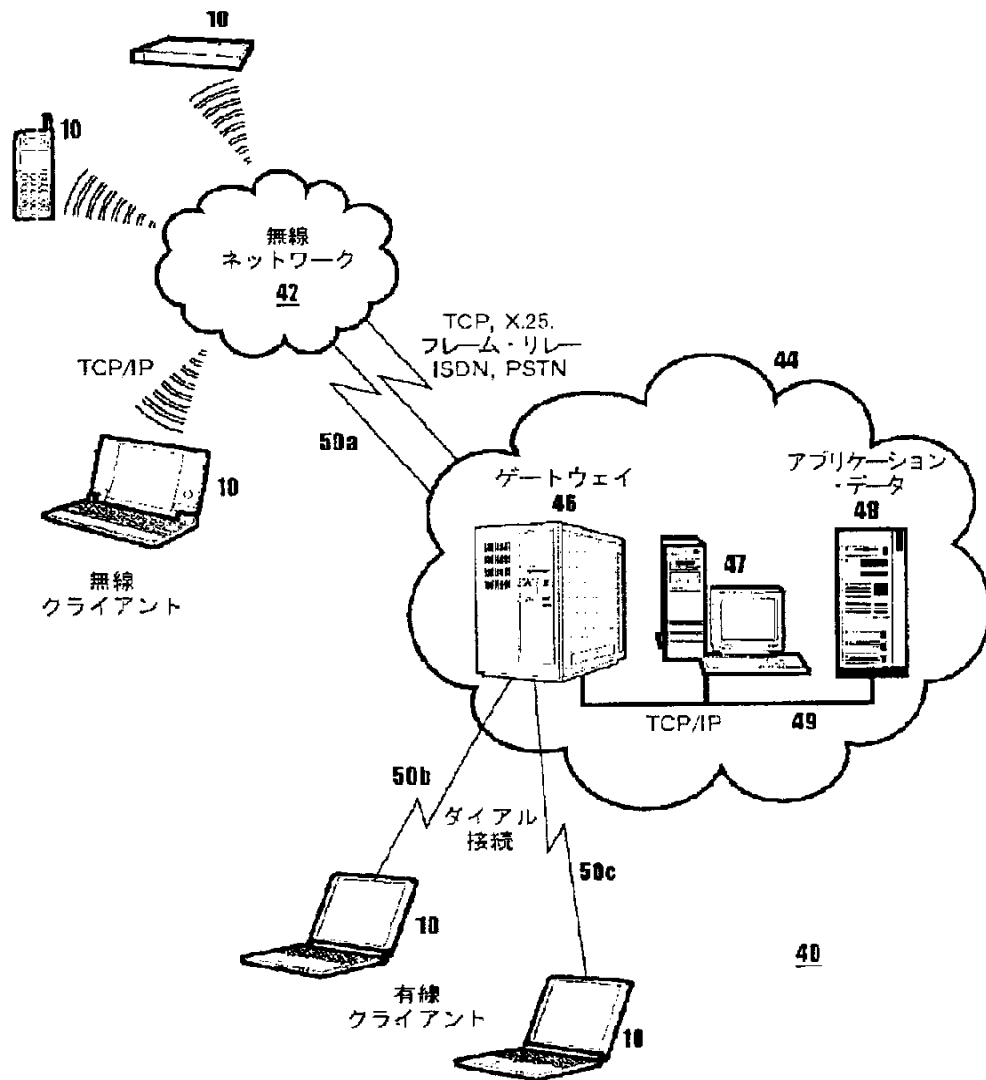 10
10
無線
ネットワーク
42
TCP, X.25.
フレーム・リレー
ISDN, PSTN
44
TCP/IP
50a
10
ゲートウェイ
46
アプリケーション
・データ
48
47
無線
クライアント
TCP/IP
49
50b
ダイアル
接続
50c
10
40
有線
クライアント
10